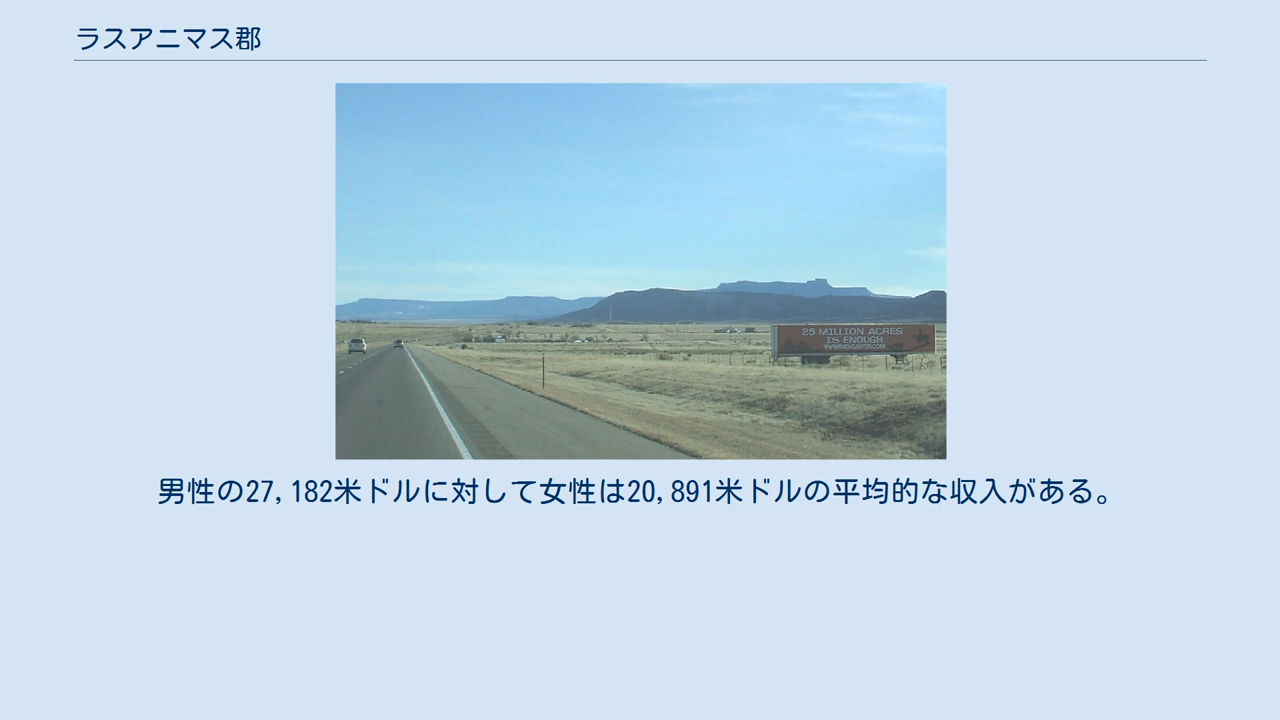 ラスアニマス郡
25 MILLION ACRES
IS ENOUGH
男性の27,182米ドルに対して女性は20,891米ドルの平均的な収入がある。